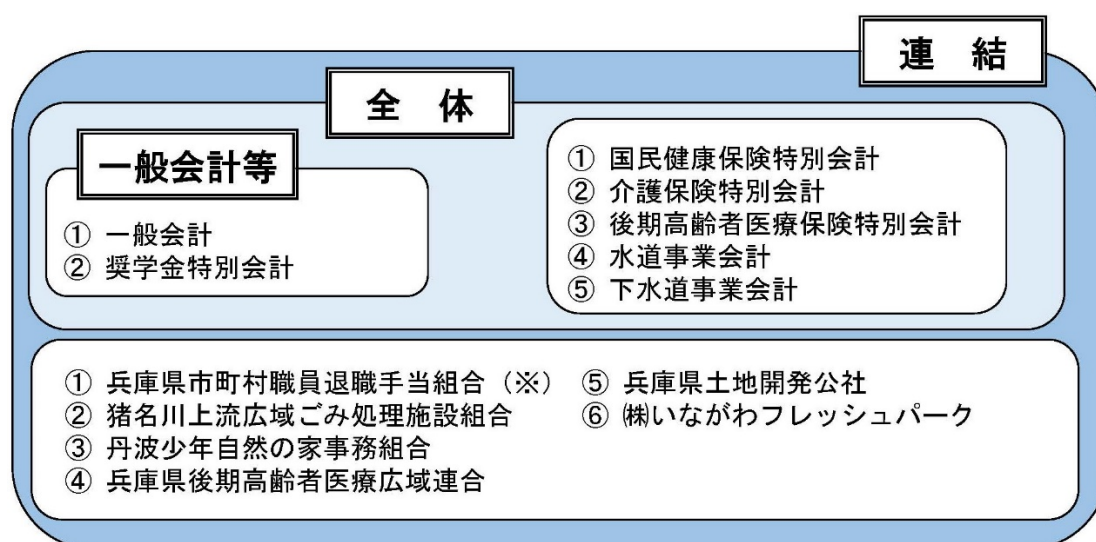 連　結
全　体
一般会計等
① 一般会計
② 奨学金特別会計
① 国民健康保険特別会計
② 介護保険特別会計
③ 後期高齢者医療保険特別会計
④ 水道事業会計
⑤ 下水道事業会計
① 兵庫県市町村職員退職手当組合（※）
② 猪名川上流広域ごみ処理施設組合
③ 丹波少年自然の家事務組合
④ 兵庫県後期高齢者医療広域連合
⑤ 兵庫県土地開発公社
⑥ ㈱いながわフレッシュパーク